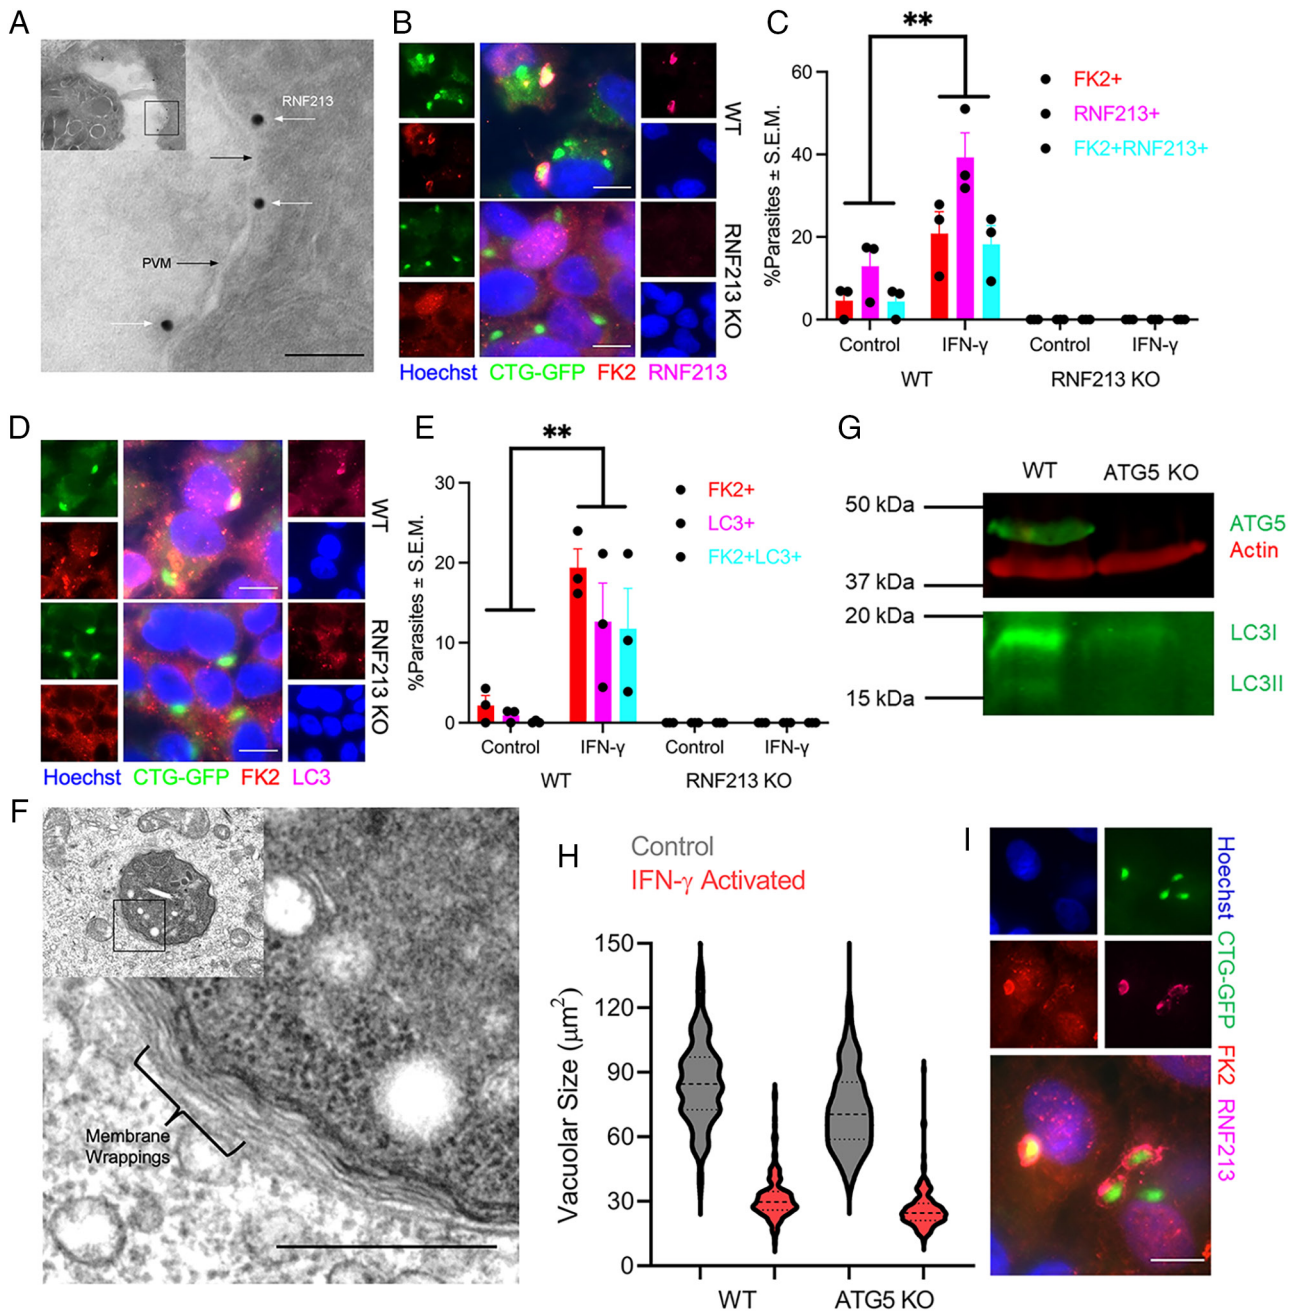 A
RNF213
PVM
B
WT
RNF213 KO
Hoechst CTG-GFP FK2 RNF213
C
**
%Parasites ± S.E.M.
60
40
20
0
FK2+
RNF213+
FK2+RNF213+
Control IFN-γ Control IFN-γ
WT RNF213 KO
D
WT
RNF213 KO
Hoechst CTG-GFP FK2 LC3
E
**
%Parasites ± S.E.M.
30
20
10
0
FK2+
LC3+
FK2+LC3+
Control IFN-γ Control IFN-γ
WT RNF213 KO
G
WT ATG5 KO
50 kDa
37 kDa
20 kDa
15 kDa
ATG5
Actin
LC3I
LC3II
F
Membrane
Wrappings
H
Control
IFN-γ Activated
Vacuolar Size (μm²)
150
120
90
60
30
0
WT ATG5 KO
I
Hoechst CTG-GFP FK2 RNF213